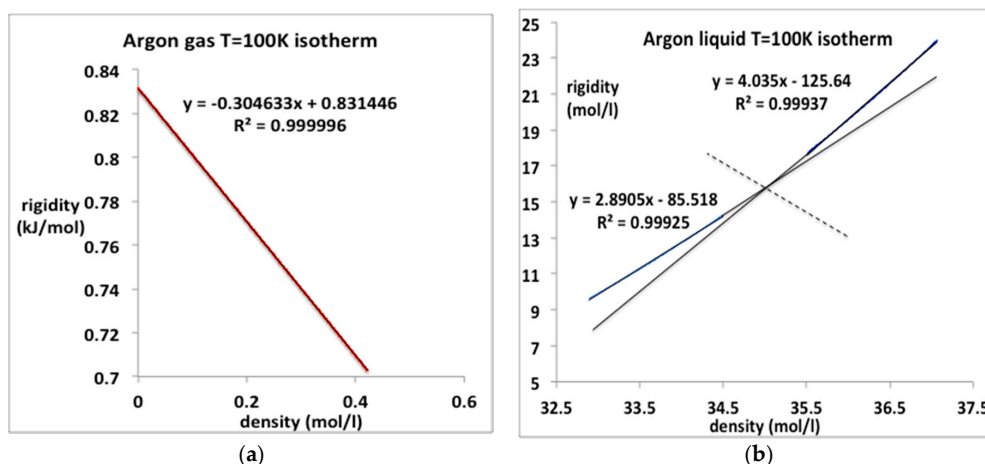 Argon gas T=100K isotherm
0.84
0.82
0.8
0.78
0.76
0.74
0.72
0.7
rigidity
(kJ/mol)
y = -0.304633x + 0.831446
R² = 0.999996
0
0.2
0.4
0.6
density (mol/l)
(a)
Argon liquid T=100K isotherm
25
23
21
19
17
15
13
11
9
7
5
rigidity
(mol/l)
y = 4.035x - 125.64
R² = 0.99937
y = 2.8905x - 85.518
R² = 0.99925
32.5
33.5
34.5
35.5
36.5
37.5
density (mol/l)
(b)